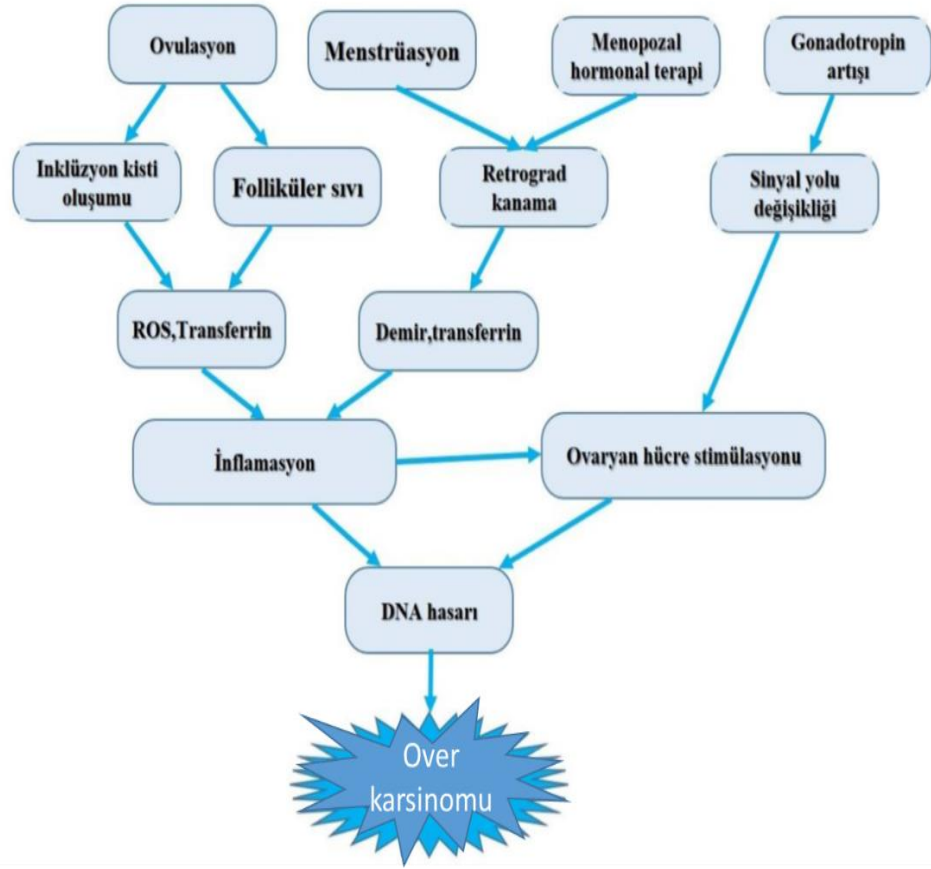 Ovulasyon
Menstrüasyon
Menopozal
hormonal terapi
Gonadotropin
artışı
Inklüzyon kisti
oluşumu
Folliküler sıvı
Retrograd
kanama
Sinyal yolu
değişikliği
ROS,Transferrin
Demir,transferrin
İnflamasyon
Ovaryan hücre stimülasyonu
DNA hasarı
Over
karsinomu